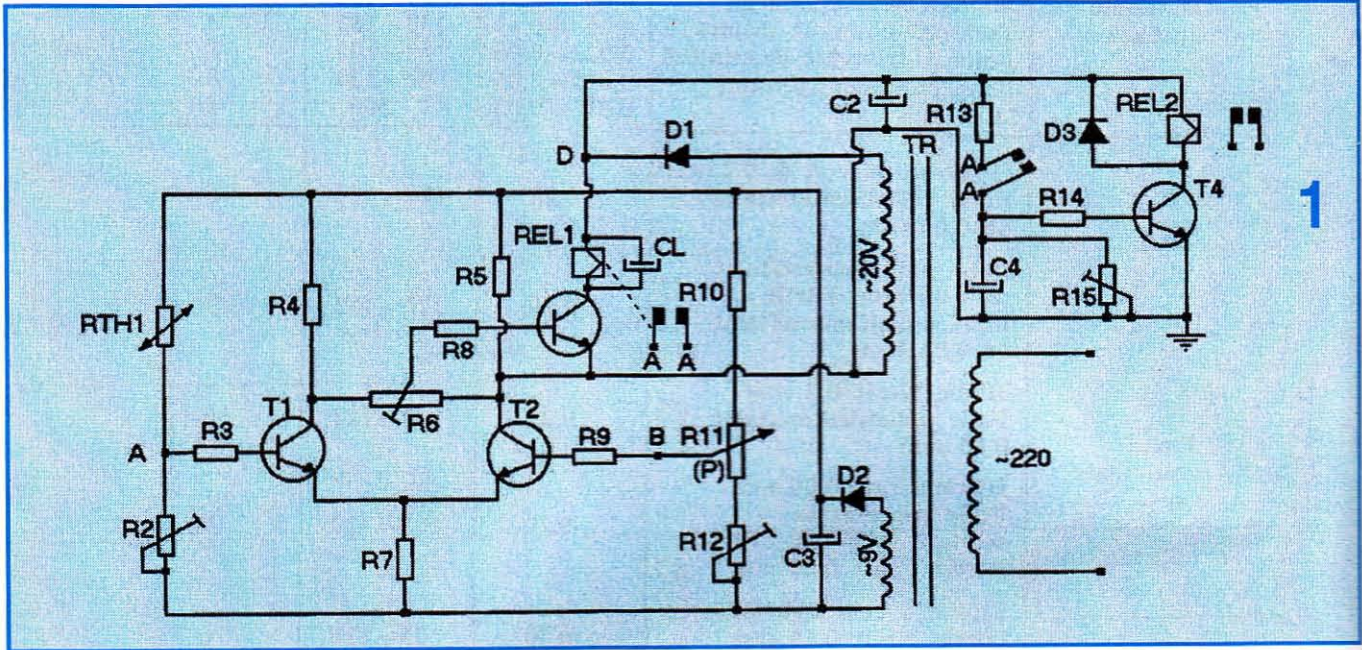 C2
R13
REL2
D3
TR
D
D1
A
A
R14
T4
1
REL1
CL
R5
~20V
C4
R15
R4
R10
RTH1
R8
A
A
T1
R6
T2
R3
A
R9
B
R11
(P)
~220
D2
R2
R7
R12
C3
~9V